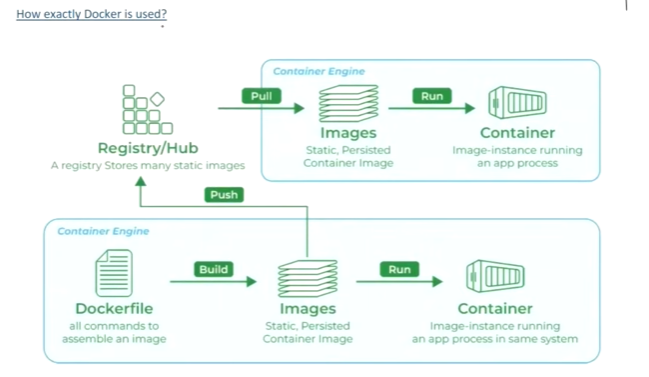 How exactly Docker is used?
Container Engine
Pull
Run
Registry/Hub
A registry Stores many static images
Images
Static, Persisted
Container Image
Container
Image-instance running
an app process
Push
Container Engine
Build
Run
Dockerfile
all commands to
assemble an image
Images
Static, Persisted
Container Image
Container
Image-instance running
an app process in same system